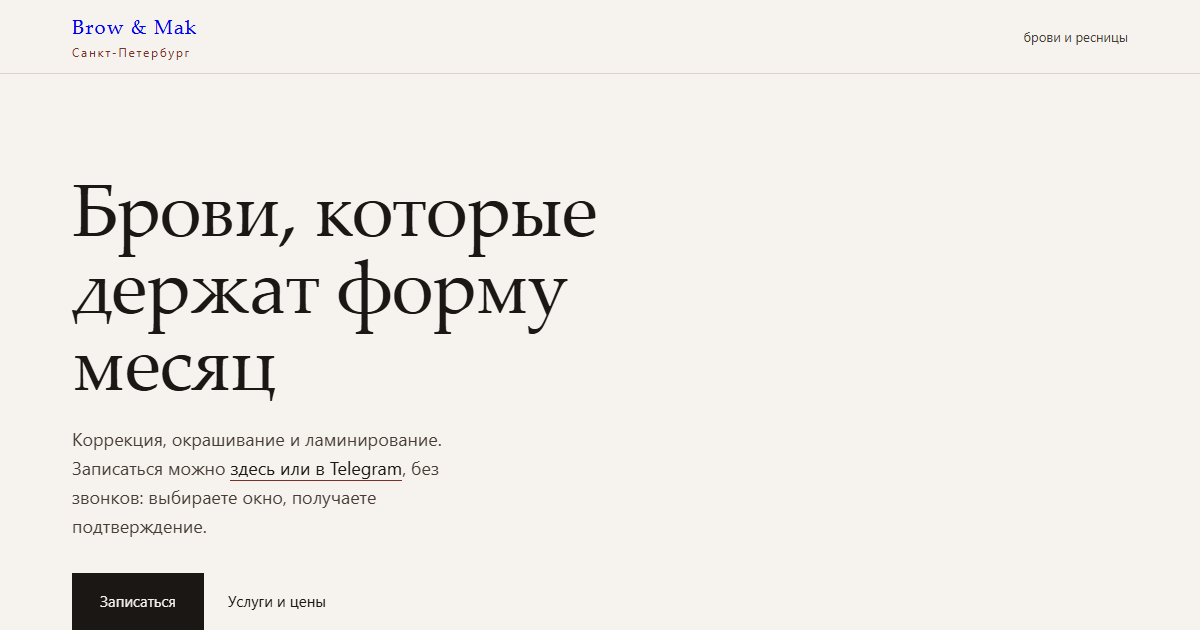 Brow & Mak
Санкт-Петербург
брови и ресницы
Брови, которые
держат форму
месяц
Коррекция, окрашивание и ламинирование.
Записаться можно здесь или в Telegram, без
звонков: выбираете окно, получаете
подтверждение.
Записаться
Услуги и цены